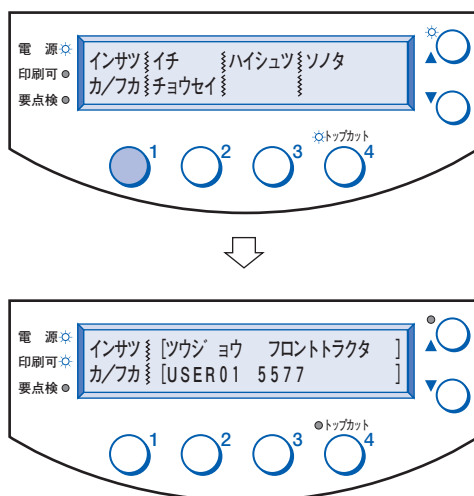 電 源
印刷可
要点検
インサツ イチ ハイシュツ ソノタ
カ/フカ チョウセイ
▲
▼
トップカット
1 2 3 4
電 源
印刷可
要点検
インサツ [ツウジョウ フロントトラクタ ]
カ/フカ [USER01 5577 ]
▲
▼
トップカット
1 2 3 4